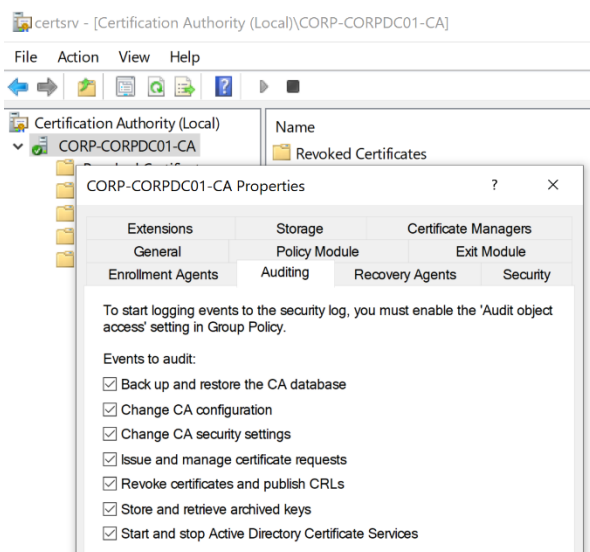 certsrv - [Certification Authority (Local)\CORP-CORPDC01-CA]
File Action View Help
Certification Authority (Local)
Name
CORP-CORPDC01-CA
Revoked Certificates
CORP-CORPDC01-CA Properties
Extensions Storage Certificate Managers
General Policy Module Exit Module
Enrollment Agents Auditing Recovery Agents Security
To start logging events to the security log, you must enable the 'Audit object
access' setting in Group Policy.
Events to audit:
Back up and restore the CA database
Change CA configuration
Change CA security settings
Issue and manage certificate requests
Revoke certificates and publish CRLs
Store and retrieve archived keys
Start and stop Active Directory Certificate Services